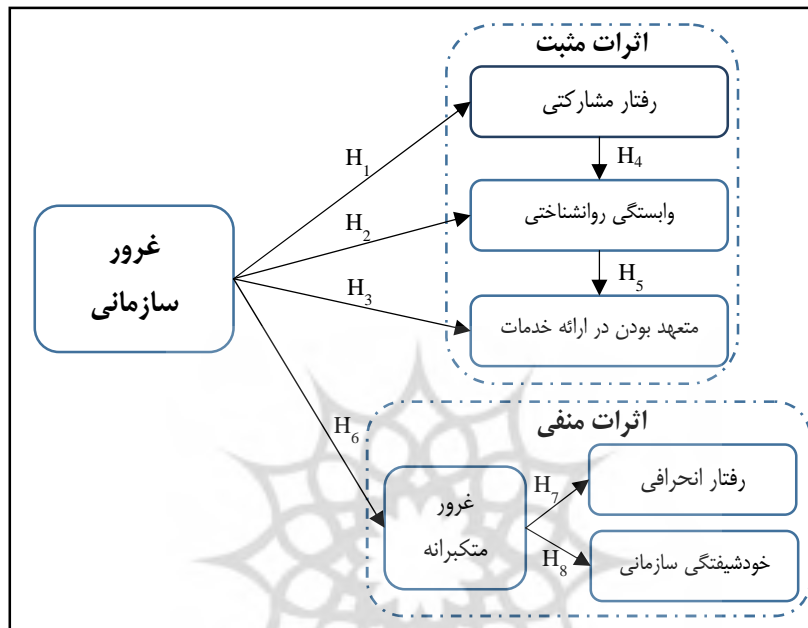 اثرات مثبت
رفتار مشارکتی
H1
H4
وابستگی روانشناختی
H2
غرور
سازمانی
H5
H3
متعهد بودن در ارائه خدمات
اثرات منفی
H6
رفتار انحرافی
H7
غرور
متکبرانه
H8
خودشیفتگی سازمانی